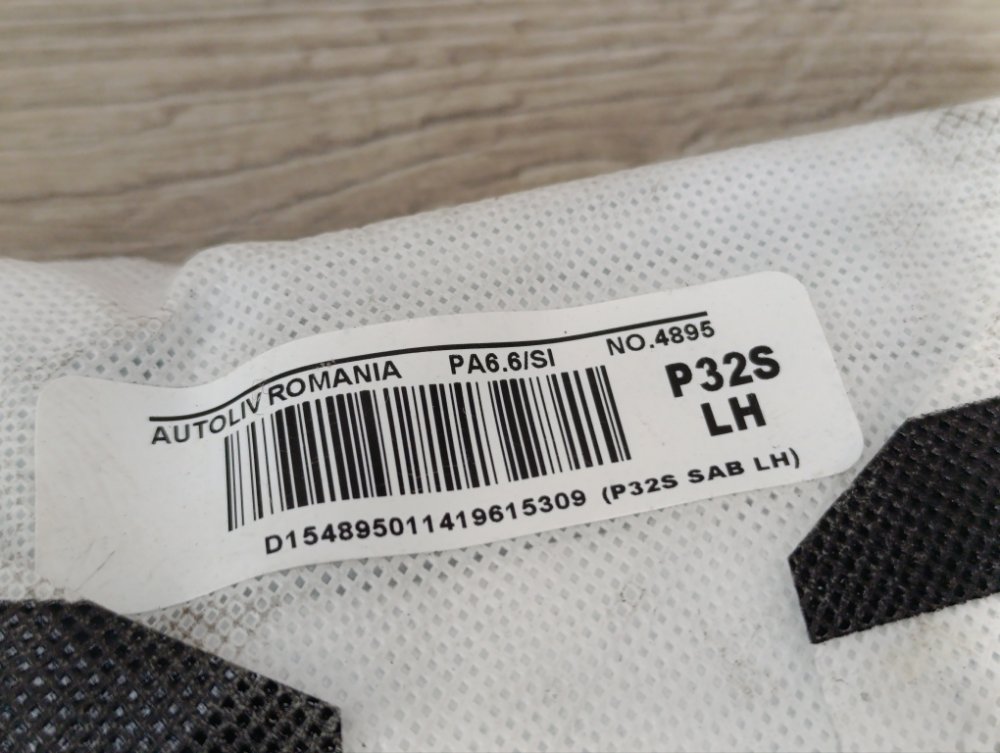 AUTOLIV ROMANIA PA6.6/SI NO.4895
P32S
LH
D154895011419615309 (P32S SAB LH)